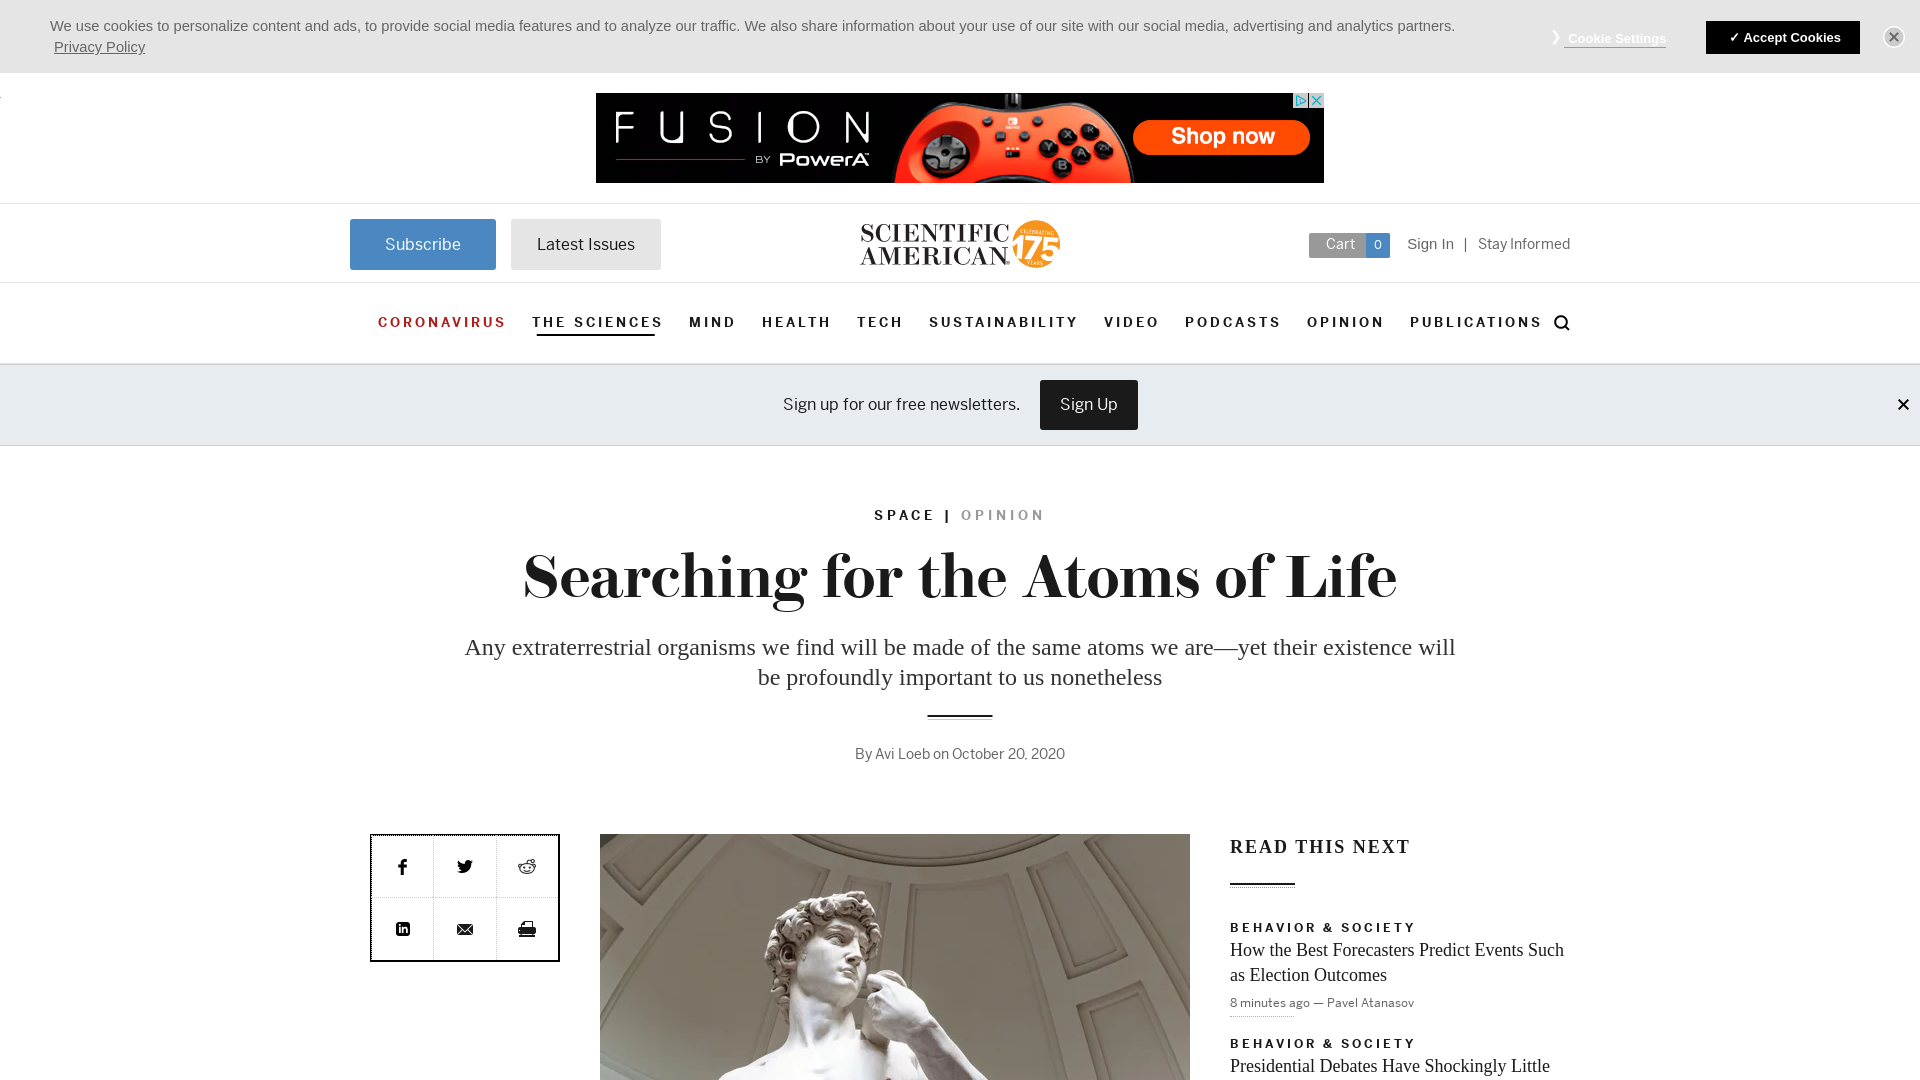 We use cookies to personalize content and ads, to provide social media features and to analyze our traffic. We also share information about your use of our site with our social media, advertising and analytics partners.
Privacy Policy
❯ Cookie Settings
✓ Accept Cookies
FUSION
BY POWERA
Shop now
Subscribe
Latest Issues
SCIENTIFIC
AMERICAN
CELEBRATING
175
YEARS
Cart 0
Sign In | Stay Informed
CORONAVIRUS THE SCIENCES MIND HEALTH TECH SUSTAINABILITY VIDEO PODCASTS OPINION PUBLICATIONS
Sign up for our free newsletters.
Sign Up
SPACE | OPINION
Searching for the Atoms of Life
Any extraterrestrial organisms we find will be made of the same atoms we are—yet their existence will
be profoundly important to us nonetheless
By Avi Loeb on October 20, 2020
READ THIS NEXT
BEHAVIOR & SOCIETY
How the Best Forecasters Predict Events Such
as Election Outcomes
8 minutes ago — Pavel Atanasov
BEHAVIOR & SOCIETY
Presidential Debates Have Shockingly Little